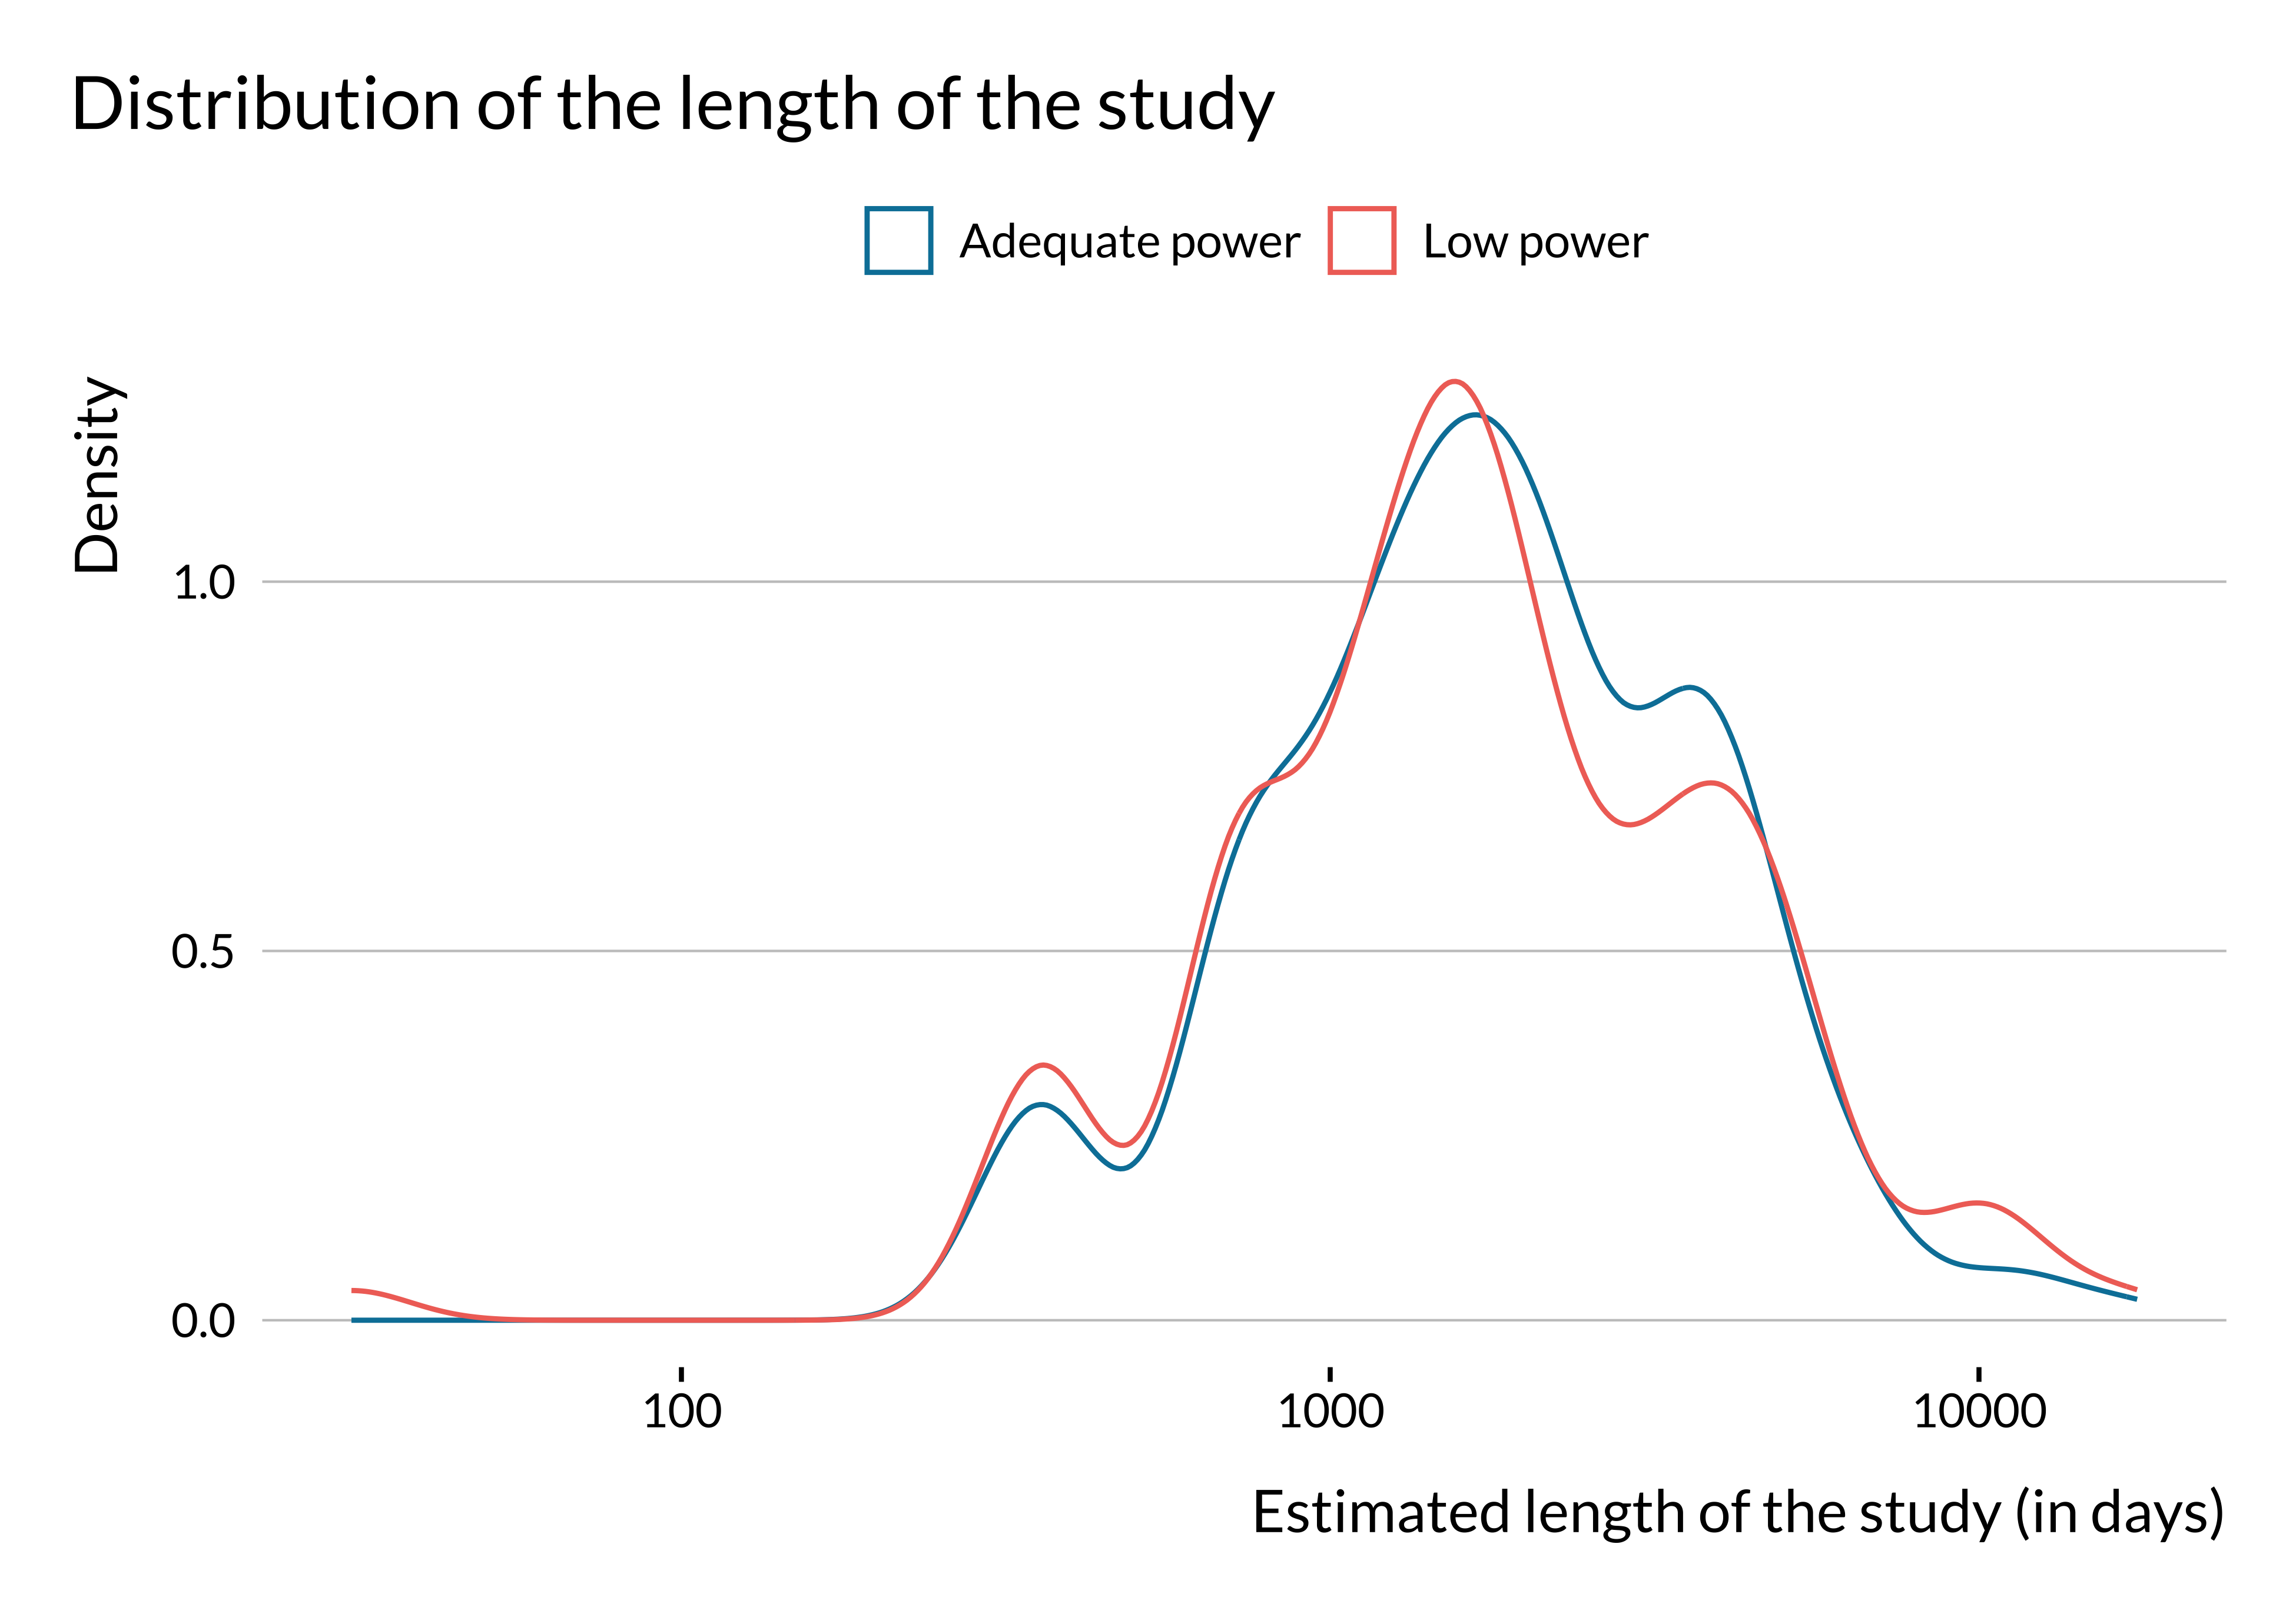 Distribution of the length of the study
Adequate power
Low power
Density
1.0
0.5
0.0
100
1000
10000
Estimated length of the study (in days)